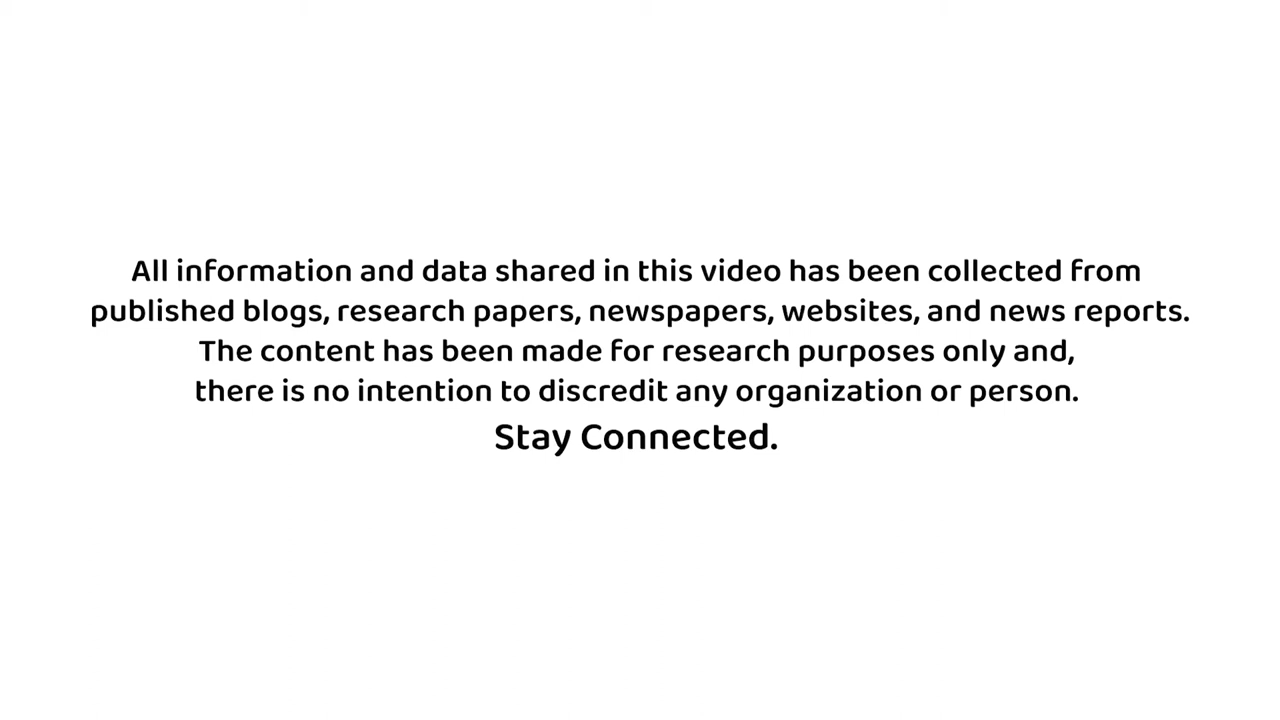 All information and data shared in this video has been collected from
published blogs, research papers, newspapers, websites, and news reports.
The content has been made for research purposes only and,
there is no intention to discredit any organization or person.
Stay Connected.